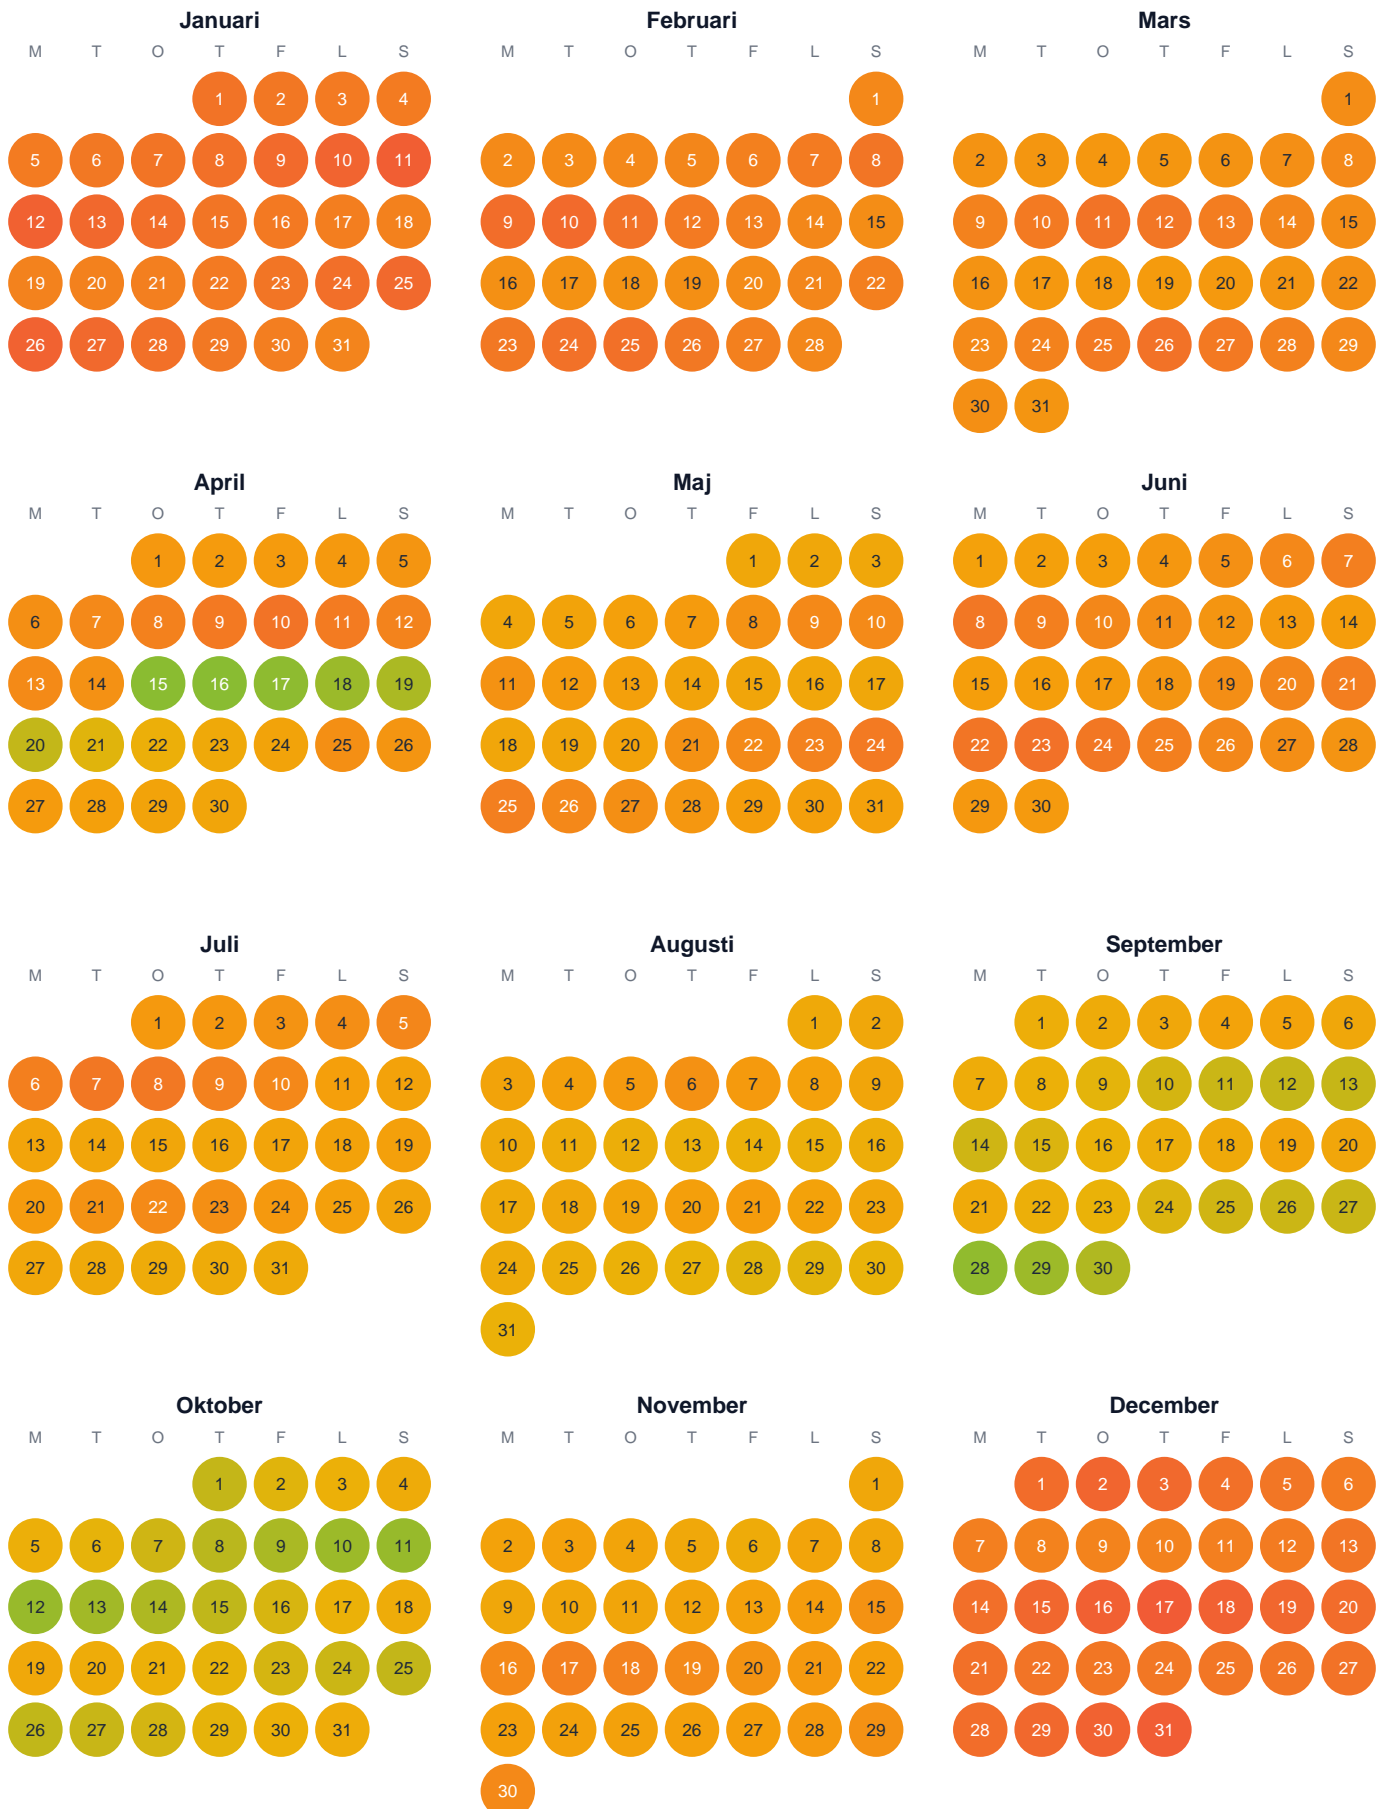 Januari Februari Mars
M T O T F L S M T O T F L S M T O T F L S
1 2 3 4 1 1
5 6 7 8 9 10 11 2 3 4 5 6 7 8 2 3 4 5 6 7 8
12 13 14 15 16 17 18 9 10 11 12 13 14 15 9 10 11 12 13 14 15
19 20 21 22 23 24 25 16 17 18 19 20 21 22 16 17 18 19 20 21 22
26 27 28 29 30 31 23 24 25 26 27 28 23 24 25 26 27 28 29
30 31
April Maj Juni
M T O T F L S M T O T F L S M T O T F L S
1 2 3 4 5 1 2 3 1 2 3 4 5 6 7
6 7 8 9 10 11 12 4 5 6 7 8 9 10 8 9 10 11 12 13 14
13 14 15 16 17 18 19 11 12 13 14 15 16 17 15 16 17 18 19 20 21
20 21 22 23 24 25 26 18 19 20 21 22 23 24 22 23 24 25 26 27 28
27 28 29 30 25 26 27 28 29 30 31 29 30
Juli Augusti September
M T O T F L S M T O T F L S M T O T F L S
1 2 3 4 5 1 2 1 2 3 4 5 6
6 7 8 9 10 11 12 3 4 5 6 7 8 9 7 8 9 10 11 12 13
13 14 15 16 17 18 19 10 11 12 13 14 15 16 14 15 16 17 18 19 20
20 21 22 23 24 25 26 17 18 19 20 21 22 23 21 22 23 24 25 26 27
27 28 29 30 31 24 25 26 27 28 29 30 28 29 30
31
Oktober November December
M T O T F L S M T O T F L S M T O T F L S
1 2 3 4 1 1 2 3 4 5 6
5 6 7 8 9 10 11 2 3 4 5 6 7 8 7 8 9 10 11 12 13
12 13 14 15 16 17 18 9 10 11 12 13 14 15 14 15 16 17 18 19 20
19 20 21 22 23 24 25 16 17 18 19 20 21 22 21 22 23 24 25 26 27
26 27 28 29 30 31 23 24 25 26 27 28 29 28 29 30 31
30